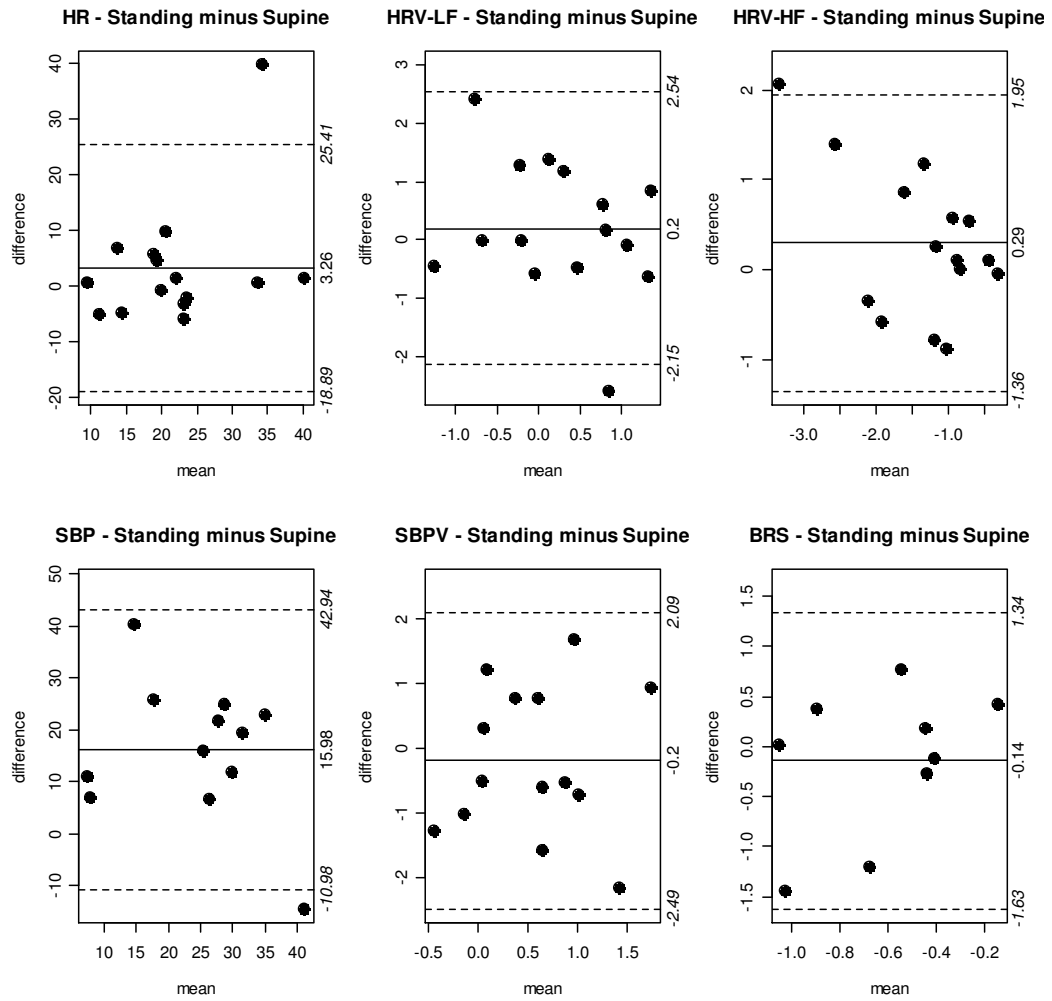 HR - Standing minus Supine
difference
40
30
20
10
0
-10
-20
25.41
3.26
-18.89
10 15 20 25 30 35 40
mean
HRV-LF - Standing minus Supine
difference
3
2
1
0
-1
-2
2.54
0.2
-2.15
-1.0 -0.5 0.0 0.5 1.0
mean
HRV-HF - Standing minus Supine
difference
2
1
0
-1
1.95
0.29
-1.36
-3.0 -2.0 -1.0
mean
SBP - Standing minus Supine
difference
50
40
30
20
10
0
-10
42.94
15.98
-10.98
10 15 20 25 30 35 40
mean
SBPV - Standing minus Supine
difference
2
1
0
-1
-2
2.09
-0.2
-2.49
-0.5 0.0 0.5 1.0 1.5
mean
BRS - Standing minus Supine
difference
1.5
1.0
0.5
0.0
-0.5
-1.0
-1.5
1.34
-0.14
-1.63
-1.0 -0.8 -0.6 -0.4 -0.2
mean